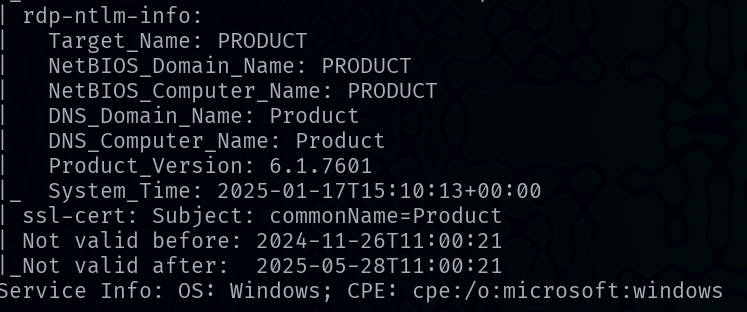 | rdp-ntlm-info:
|   Target_Name: PRODUCT
|   NetBIOS_Domain_Name: PRODUCT
|   NetBIOS_Computer_Name: PRODUCT
|   DNS_Domain_Name: Product
|   DNS_Computer_Name: Product
|   Product_Version: 6.1.7601
|_  System_Time: 2025-01-17T15:10:13+00:00
| ssl-cert: Subject: commonName=Product
| Not valid before: 2024-11-26T11:00:21
|_Not valid after:  2025-05-28T11:00:21
Service Info: OS: Windows; CPE: cpe:/o:microsoft:windows